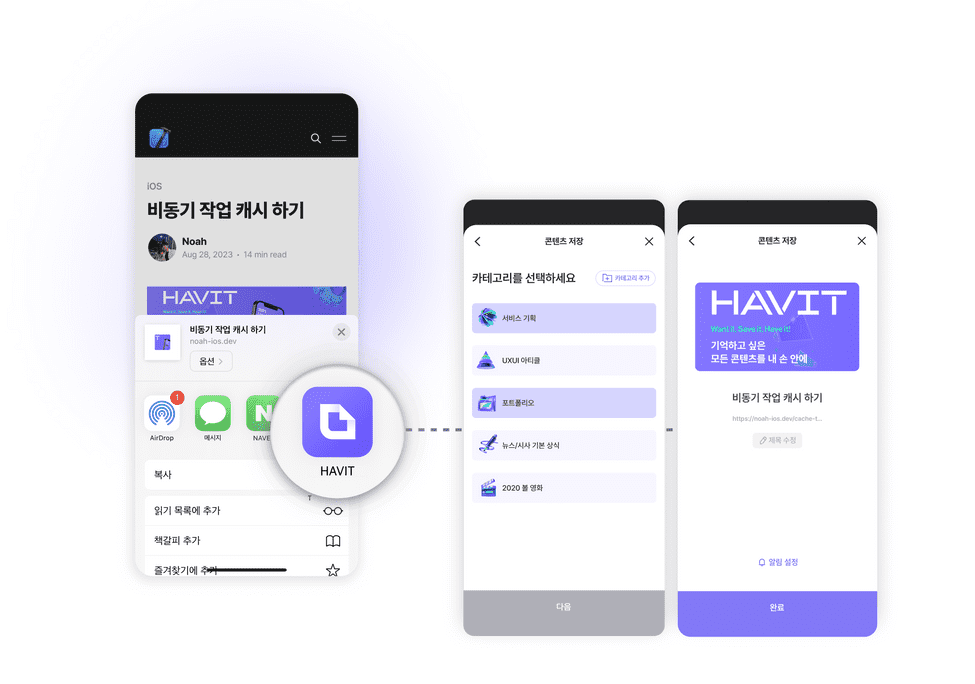 iOS
비동기 작업 캐시 하기
Noah
Aug 28, 2023 • 14 min read
HAVIT
Want it, Save it, Have it!
비동기 작업 캐시 하기
noah-ios.dev
옵션 >
1
AirDrop
메시지
N
NAVE
HAVIT
복사
읽기 목록에 추가
책갈피 추가
즐겨찾기에 추가
콘텐츠 저장
카테고리를 선택하세요
카테고리 추가
서비스 기획
UXUI 아티클
포트폴리오
뉴스/시사 기본 상식
2020 볼 영화
다음
콘텐츠 저장
HAVIT
Want it, Save it, Have it!
기억하고 싶은
모든 콘텐츠를 내 손 안에
비동기 작업 캐시 하기
https://noah-ios.dev/cache-t...
제목 수정
알림 설정
완료